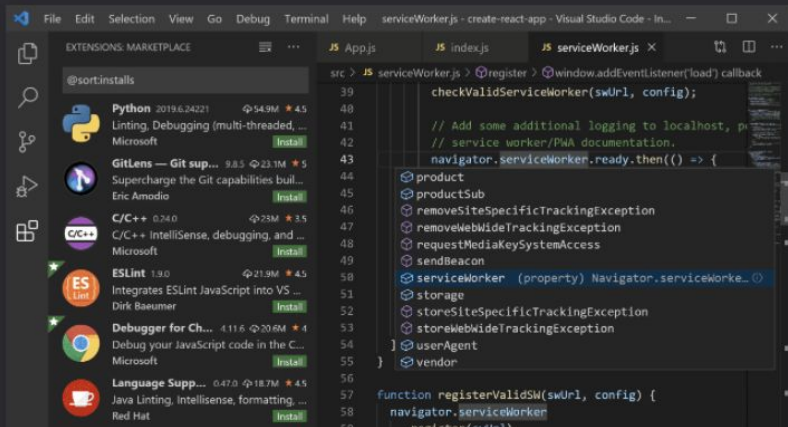 File Edit Selection View Go Debug Terminal Help serviceWorker.js - create-react-app - Visual Studio Code - In...
EXTENSIONS: MARKETPLACE
@sort:installs
Python 2019.6.24221 54.9M ★ 4.5
Linting, Debugging (multi-threaded, ...
Microsoft Install
GitLens — Git sup... 9.8.5 23.1M ★ 5
Supercharge the Git capabilities buil...
Eric Amodio Install
C/C++
C/C++ 0.24.0 23M ★ 3.5
C/C++ IntelliSense, debugging, and ...
Microsoft Install
ES
Lint
ESLint 1.9.0 21.9M ★ 4.5
Integrates ESLint JavaScript into VS ...
Dirk Baeumer Install
Debugger for Ch... 4.11.6 20.6M ★ 4
Debug your JavaScript code in the C...
Microsoft Install
Language Supp... 0.47.0 18.7M ★ 4.5
Java Linting, Intellisense, formatting, ...
Red Hat Install
JS App.js JS index.js JS serviceWorker.js ×
src > JS serviceWorker.js > register > window.addEventListener('load') callback
39 checkValidServiceWorker(swUrl, config);
40
41 // Add some additional logging to localhost,
42 // service worker/PWA documentation.
43 navigator.serviceWorker.ready.then(() => {
44 product
45 productSub
46 removeSiteSpecificTrackingException
47 removeWebWideTrackingException
48 requestMediaKeySystemAccess
49 sendBeacon
50 serviceWorker (property) Navigator.serviceWorke...
51 storage
52 storeSiteSpecificTrackingException
53 storeWebWideTrackingException
54 } userAgent
55 } vendor
56
57 function registerValidSW(swUrl, config) {
58 navigator.serviceWorker